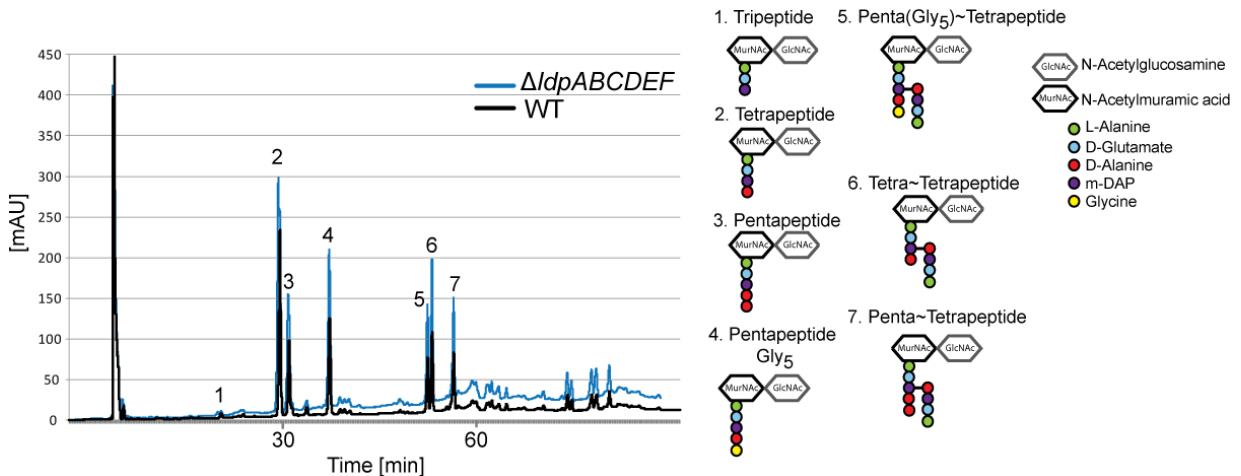 450
400
350
300
250
200
150
100
50
0
[mAU]
30
60
Time [min]
ΔldpABCDEF
WT
1
2
3
4
5
6
7
1. Tripeptide
MurNAc GlcNAc
2. Tetrapeptide
MurNAc GlcNAc
3. Pentapeptide
MurNAc GlcNAc
4. Pentapeptide
Gly5
MurNAc GlcNAc
5. Penta(Gly5)~Tetrapeptide
MurNAc GlcNAc
6. Tetra~Tetrapeptide
MurNAc GlcNAc
7. Penta~Tetrapeptide
MurNAc GlcNAc
GlcNAc N-Acetylglucosamine
MurNAc N-Acetylmuramic acid
L-Alanine
D-Glutamate
D-Alanine
m-DAP
Glycine